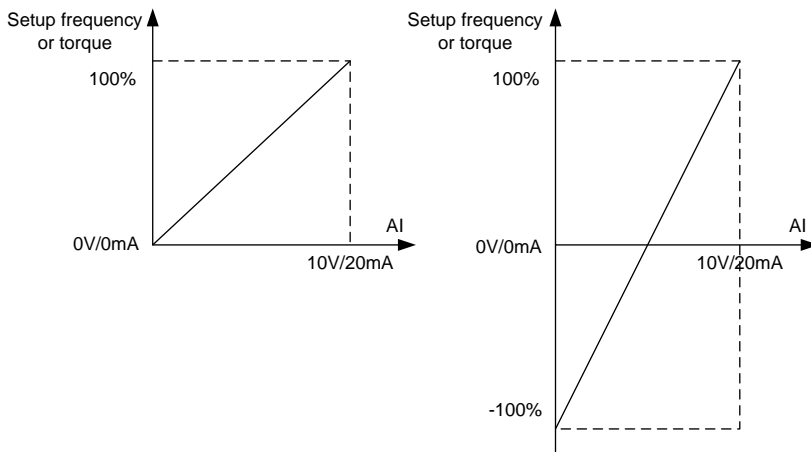 Setup frequency
or torque
100%
0V/0mA
AI
10V/20mA
Setup frequency
or torque
100%
0V/0mA
AI
10V/20mA
-100%